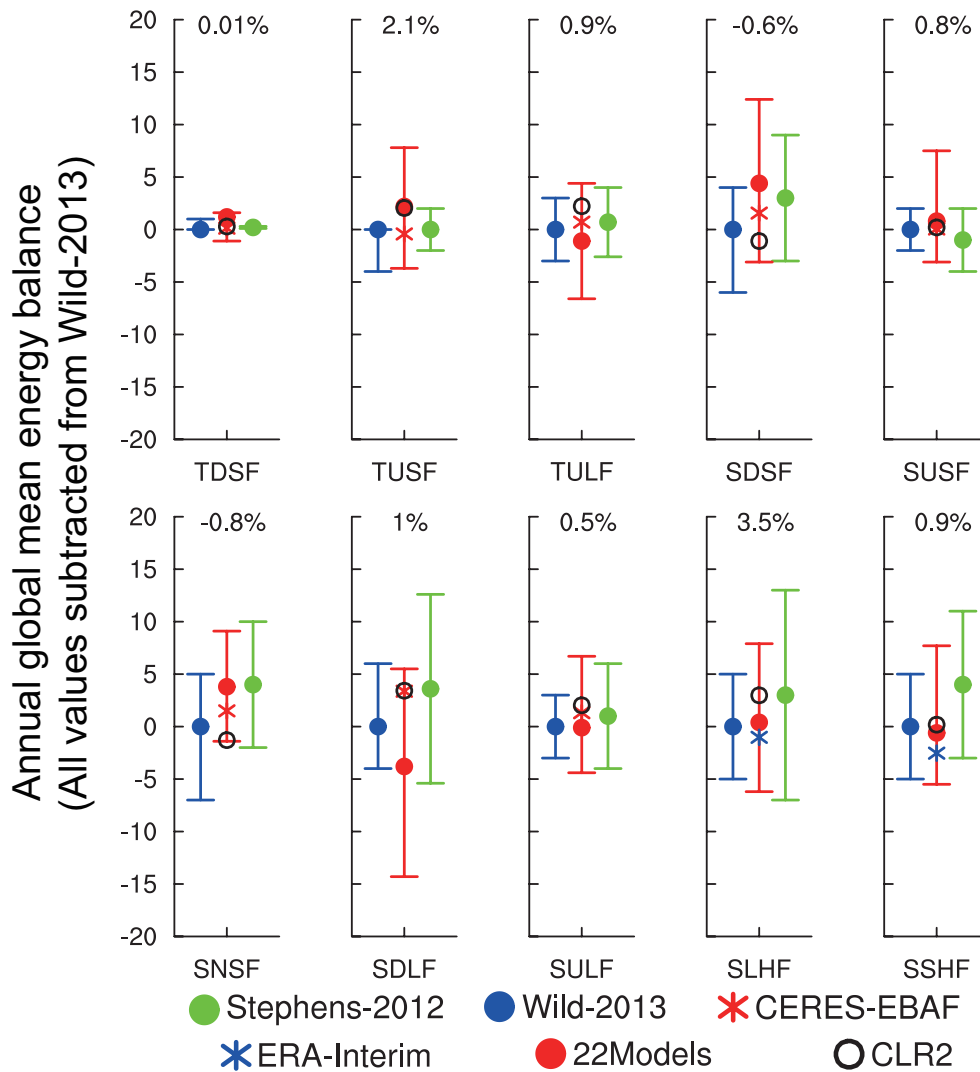 Annual global mean energy balance
(All values subtracted from Wild-2013)
20
15
10
5
0
-5
-10
-15
-20
0.01%
2.1%
0.9%
-0.6%
0.8%
TDSF
TUSF
TULF
SDSF
SUSF
20
15
10
5
0
-5
-10
-15
-20
-0.8%
1%
0.5%
3.5%
0.9%
SNSF
SDLF
SULF
SLHF
SSHF
Stephens-2012
Wild-2013
CERES-EBAF
ERA-Interim
22Models
CLR2